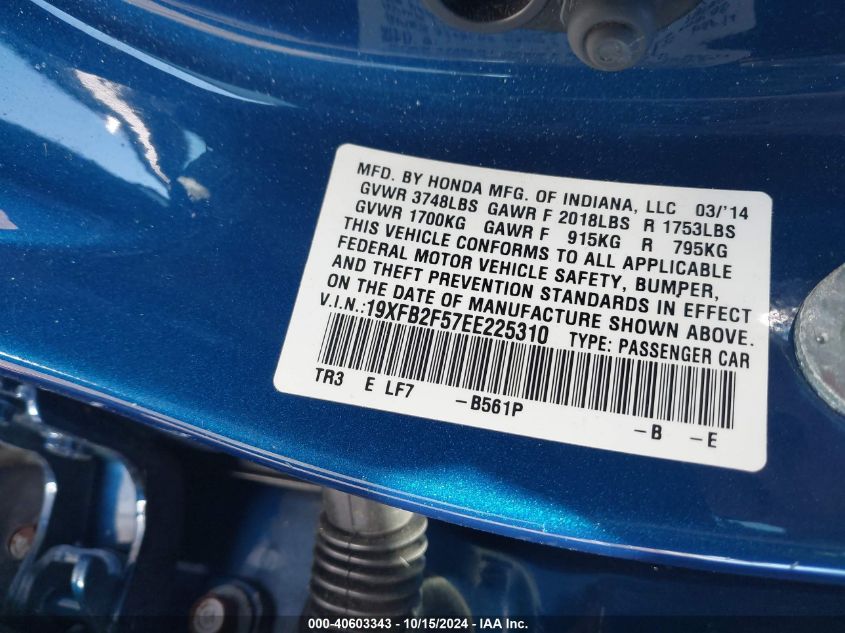 MFD. BY HONDA MFG. OF INDIANA, LLC 03/'14
GVWR 3748LBS GAWR F 2018LBS R 1753LBS
GVWR 1700KG GAWR F 915KG R 795KG
THIS VEHICLE CONFORMS TO ALL APPLICABLE
FEDERAL MOTOR VEHICLE SAFETY, BUMPER,
AND THEFT PREVENTION STANDARDS IN EFFECT
ON THE DATE OF MANUFACTURE SHOWN ABOVE.
V.I.N.:19XFB2F57EE225310 TYPE: PASSENGER CAR
TR3 E LF7 -B561P -B -E
000-40603343 - 10/15/2024 - IAA Inc.